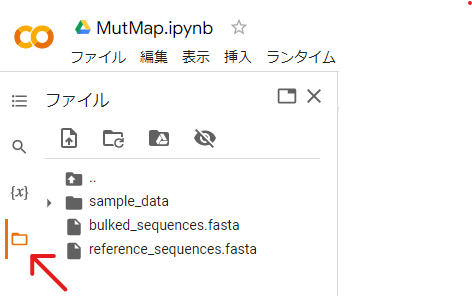 MutMap.ipynb
ファイル 編集 表示 挿入 ランタイム
ファイル
..
sample_data
{x}
bulked_sequences.fasta
reference_sequences.fasta